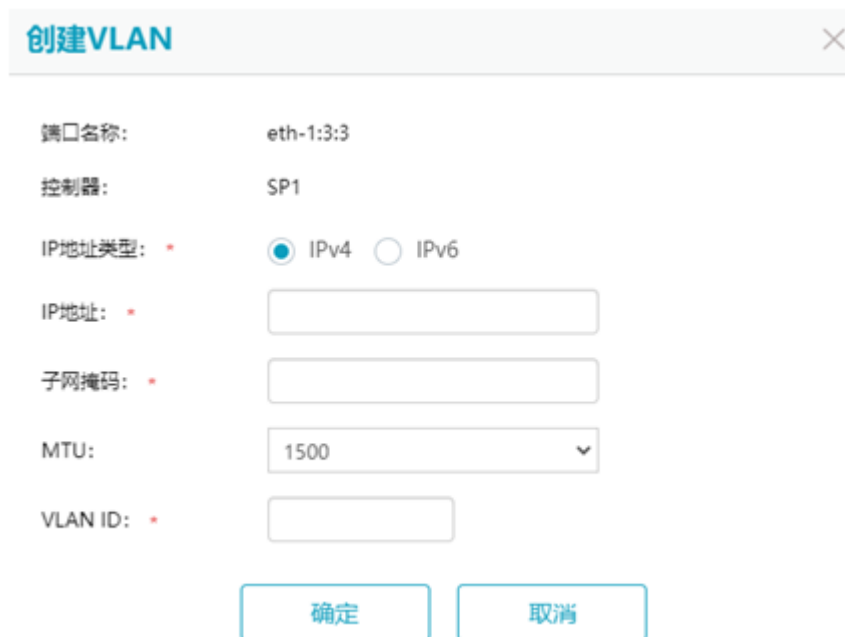 创建VLAN
端口名称： eth-1:3:3
控制器： SP1
IP地址类型： * IPv4 IPv6
IP地址： *
子网掩码： *
MTU： 1500
VLAN ID： *
确定 取消